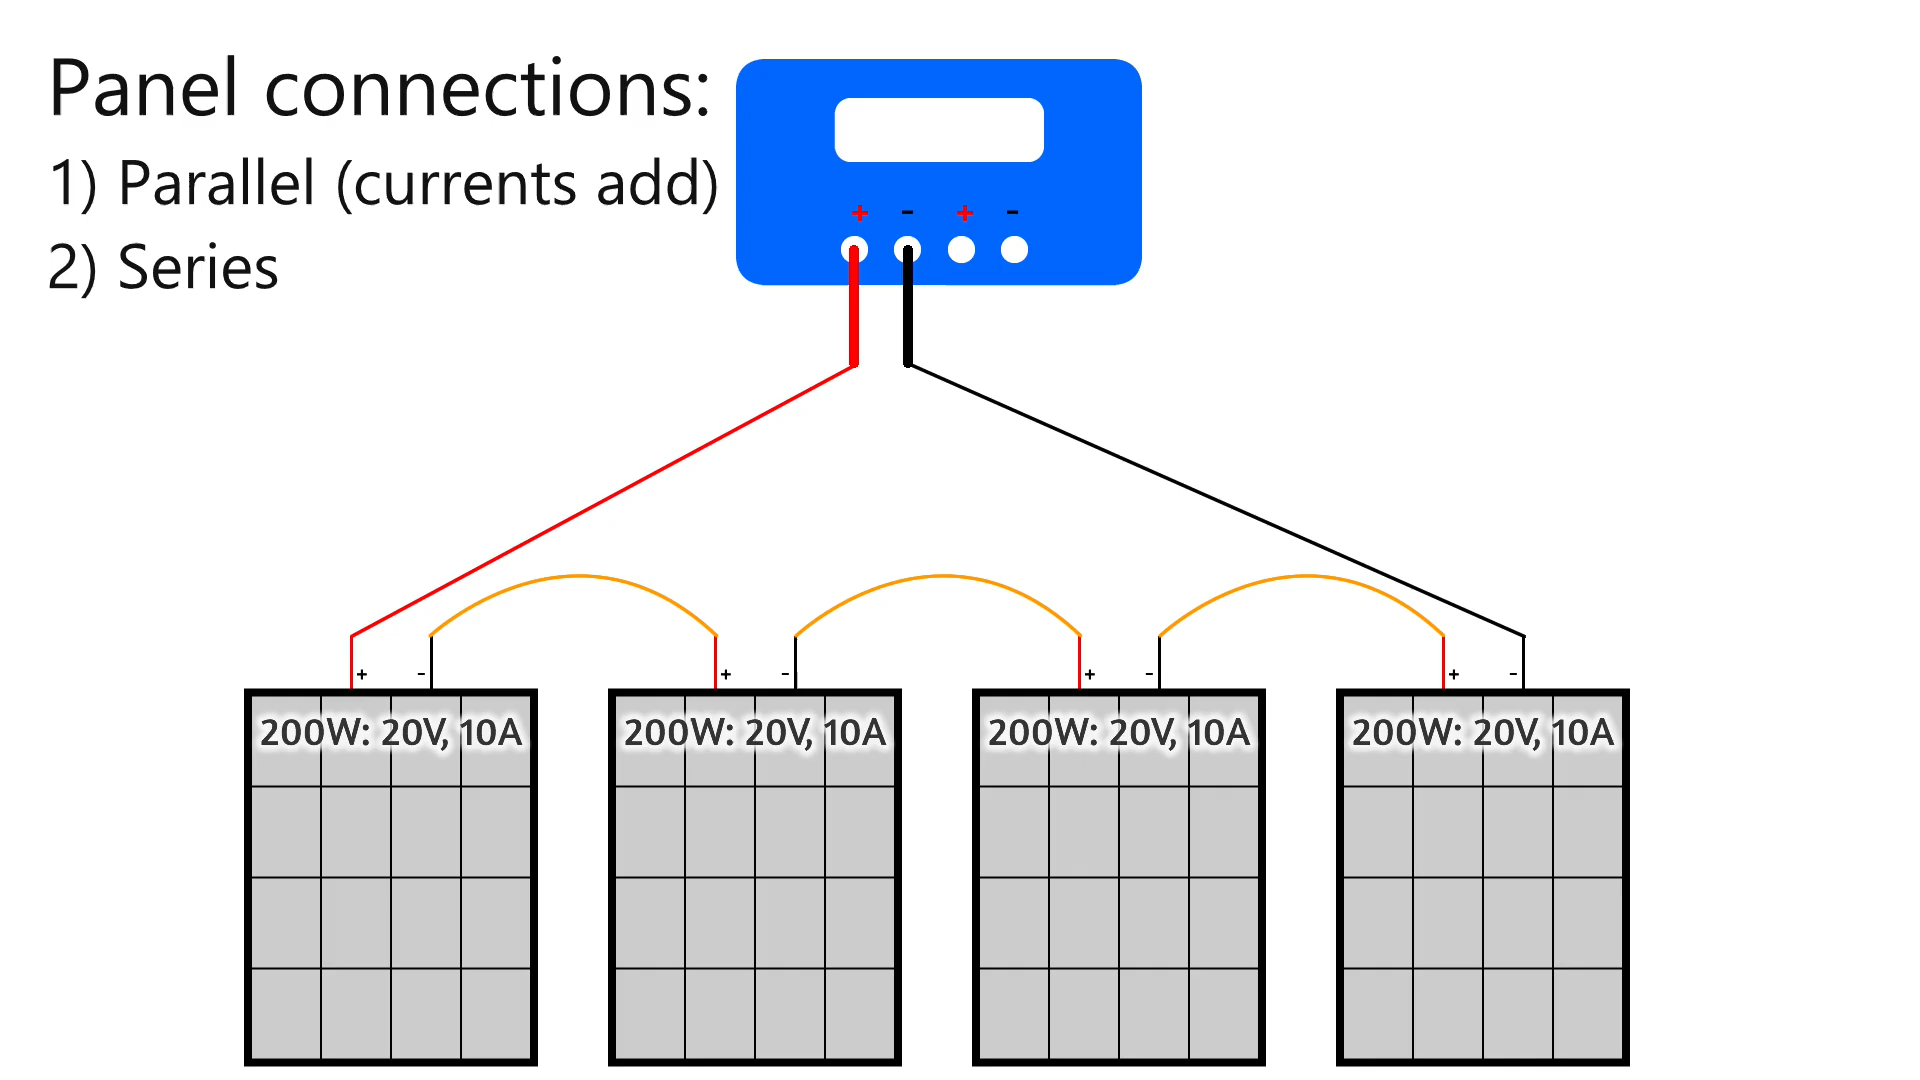 Panel connections:
1) Parallel (currents add)
2) Series
+ - + -
+ - + - + - + -
200W: 20V, 10A 200W: 20V, 10A 200W: 20V, 10A 200W: 20V, 10A